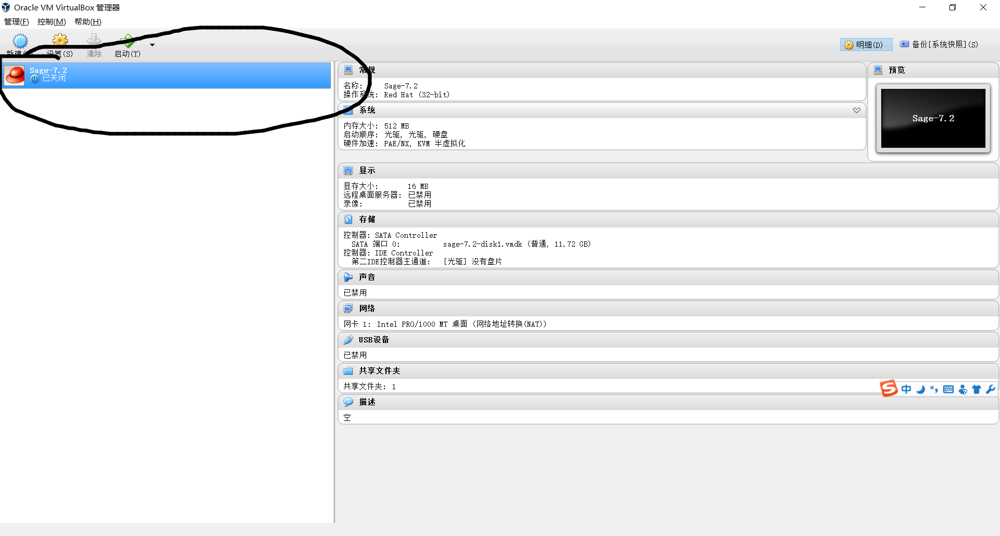 Oracle VM VirtualBox 管理器
管理(F) 控制(M) 帮助(H)
新建( 设置(S) 清除 启动(T)
明细(D) 备份[系统快照](S)
Sage-7.2
已关闭
常规
名称: Sage-7.2
操作系统: Red Hat (32-bit)
系统
内存大小: 512 MB
启动顺序: 光驱, 光驱, 硬盘
硬件加速: PAE/NX, KVM 半虚拟化
预览
Sage-7.2
显示
显存大小: 16 MB
远程桌面服务器: 已禁用
录像: 已禁用
存储
控制器: SATA Controller
SATA 端口 0: sage-7.2-disk1.vmdk (普通, 11.72 GB)
控制器: IDE Controller
第二IDE控制器主通道: [光驱] 没有盘片
声音
已禁用
网络
网卡 1: Intel PRO/1000 MT 桌面 (网络地址转换(NAT))
USB设备
已禁用
共享文件夹
共享文件夹: 1
S 中
描述
空